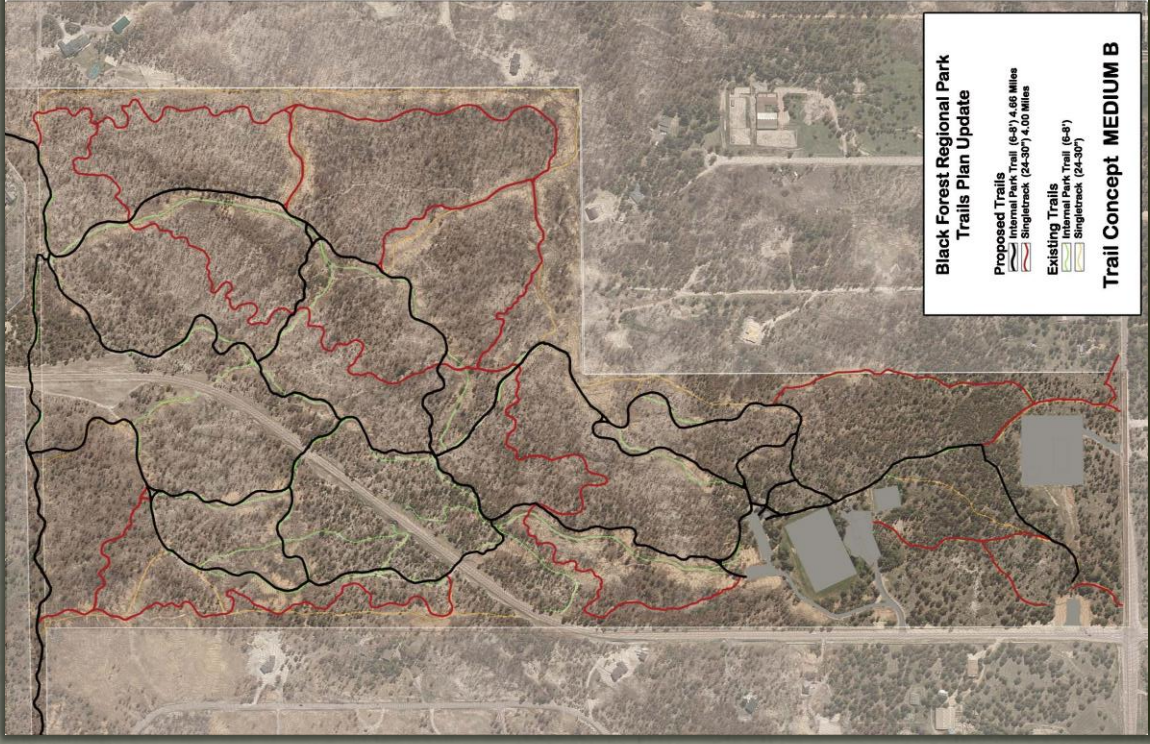 Black Forest Regional Park
Trails Plan Update
Proposed Trails
Internal Park Trail (6-8') 4.66 Miles
Singletrack (24-30") 4.00 Miles
Existing Trails
Internal Park Trail (6-8')
Singletrack (24-30")
Trail Concept MEDIUM B